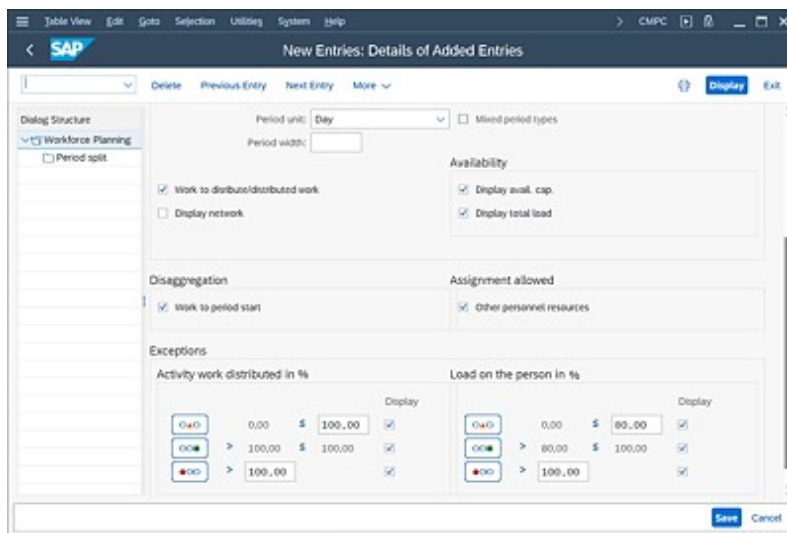 Table View Edit Goto Selection Utilities System Help CMPC
SAP New Entries: Details of Added Entries
Delete Previous Entry Next Entry More Display Exit
Dialog Structure
Workforce Planning
Period split
Period unit: Day Mixed period types
Period width:
Availability
Work to distribute/distributed work Display avail. cap.
Display network Display total load
Disaggregation Assignment allowed
Work to period start Other personnel resources
Exceptions
Activity work distributed in % Load on the person in %
Display Display
0,00 ≤ 100.00 0,00 ≤ 80.00
> 100,00 ≤ 100,00 > 80,00 ≤ 100,00
> 100.00 > 100.00
Save Cancel